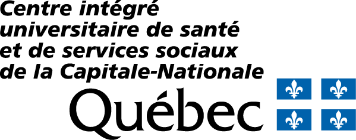 Centre intégré
universitaire de santé
et de services sociaux
de la Capitale-Nationale
Québec